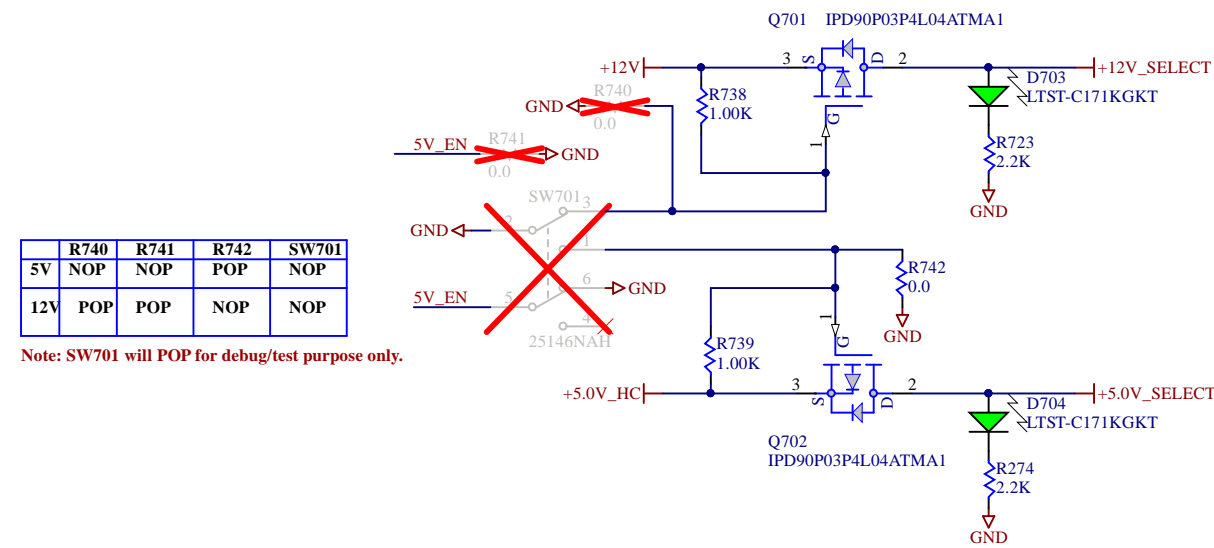 Q701 IPD90P03P4L04ATMA1
+12V 3 S D 2 +12V_SELECT
R740
GND
0.0
R738
1.00K
G
1
D703
LTST-C171KGKT
R723
2.2K
GND
5V_EN R741 GND
0.0
SW701 3
GND 2
1
6 GND
5V_EN 5
4
25146NAH
R742
0.0
GND
R740 R741 R742 SW701
5V NOP NOP POP NOP
12V POP POP NOP NOP
Note: SW701 will POP for debug/test purpose only.
1
G
R739
1.00K
+5.0V_HC 3 S D 2 +5.0V_SELECT
Q702
IPD90P03P4L04ATMA1
D704
LTST-C171KGKT
R274
2.2K
GND